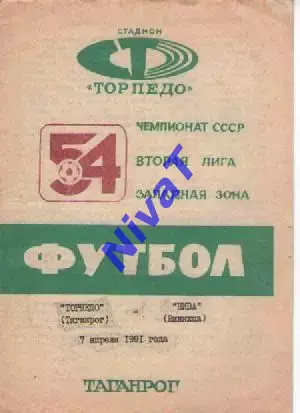 СТАДИОН
СТ
«ТОРПЕДО»
54
ЧЕМПИОНАТ СССР
ВТОРАЯ ЛИГА
ЗАПАДНАЯ ЗОНА
NivaT
ФУТБОЛ
"ТОРПЕДО" - "НИВА"
(Таганрог) (Винница)
7 апреля 1991 года
ТАГАНРОГ